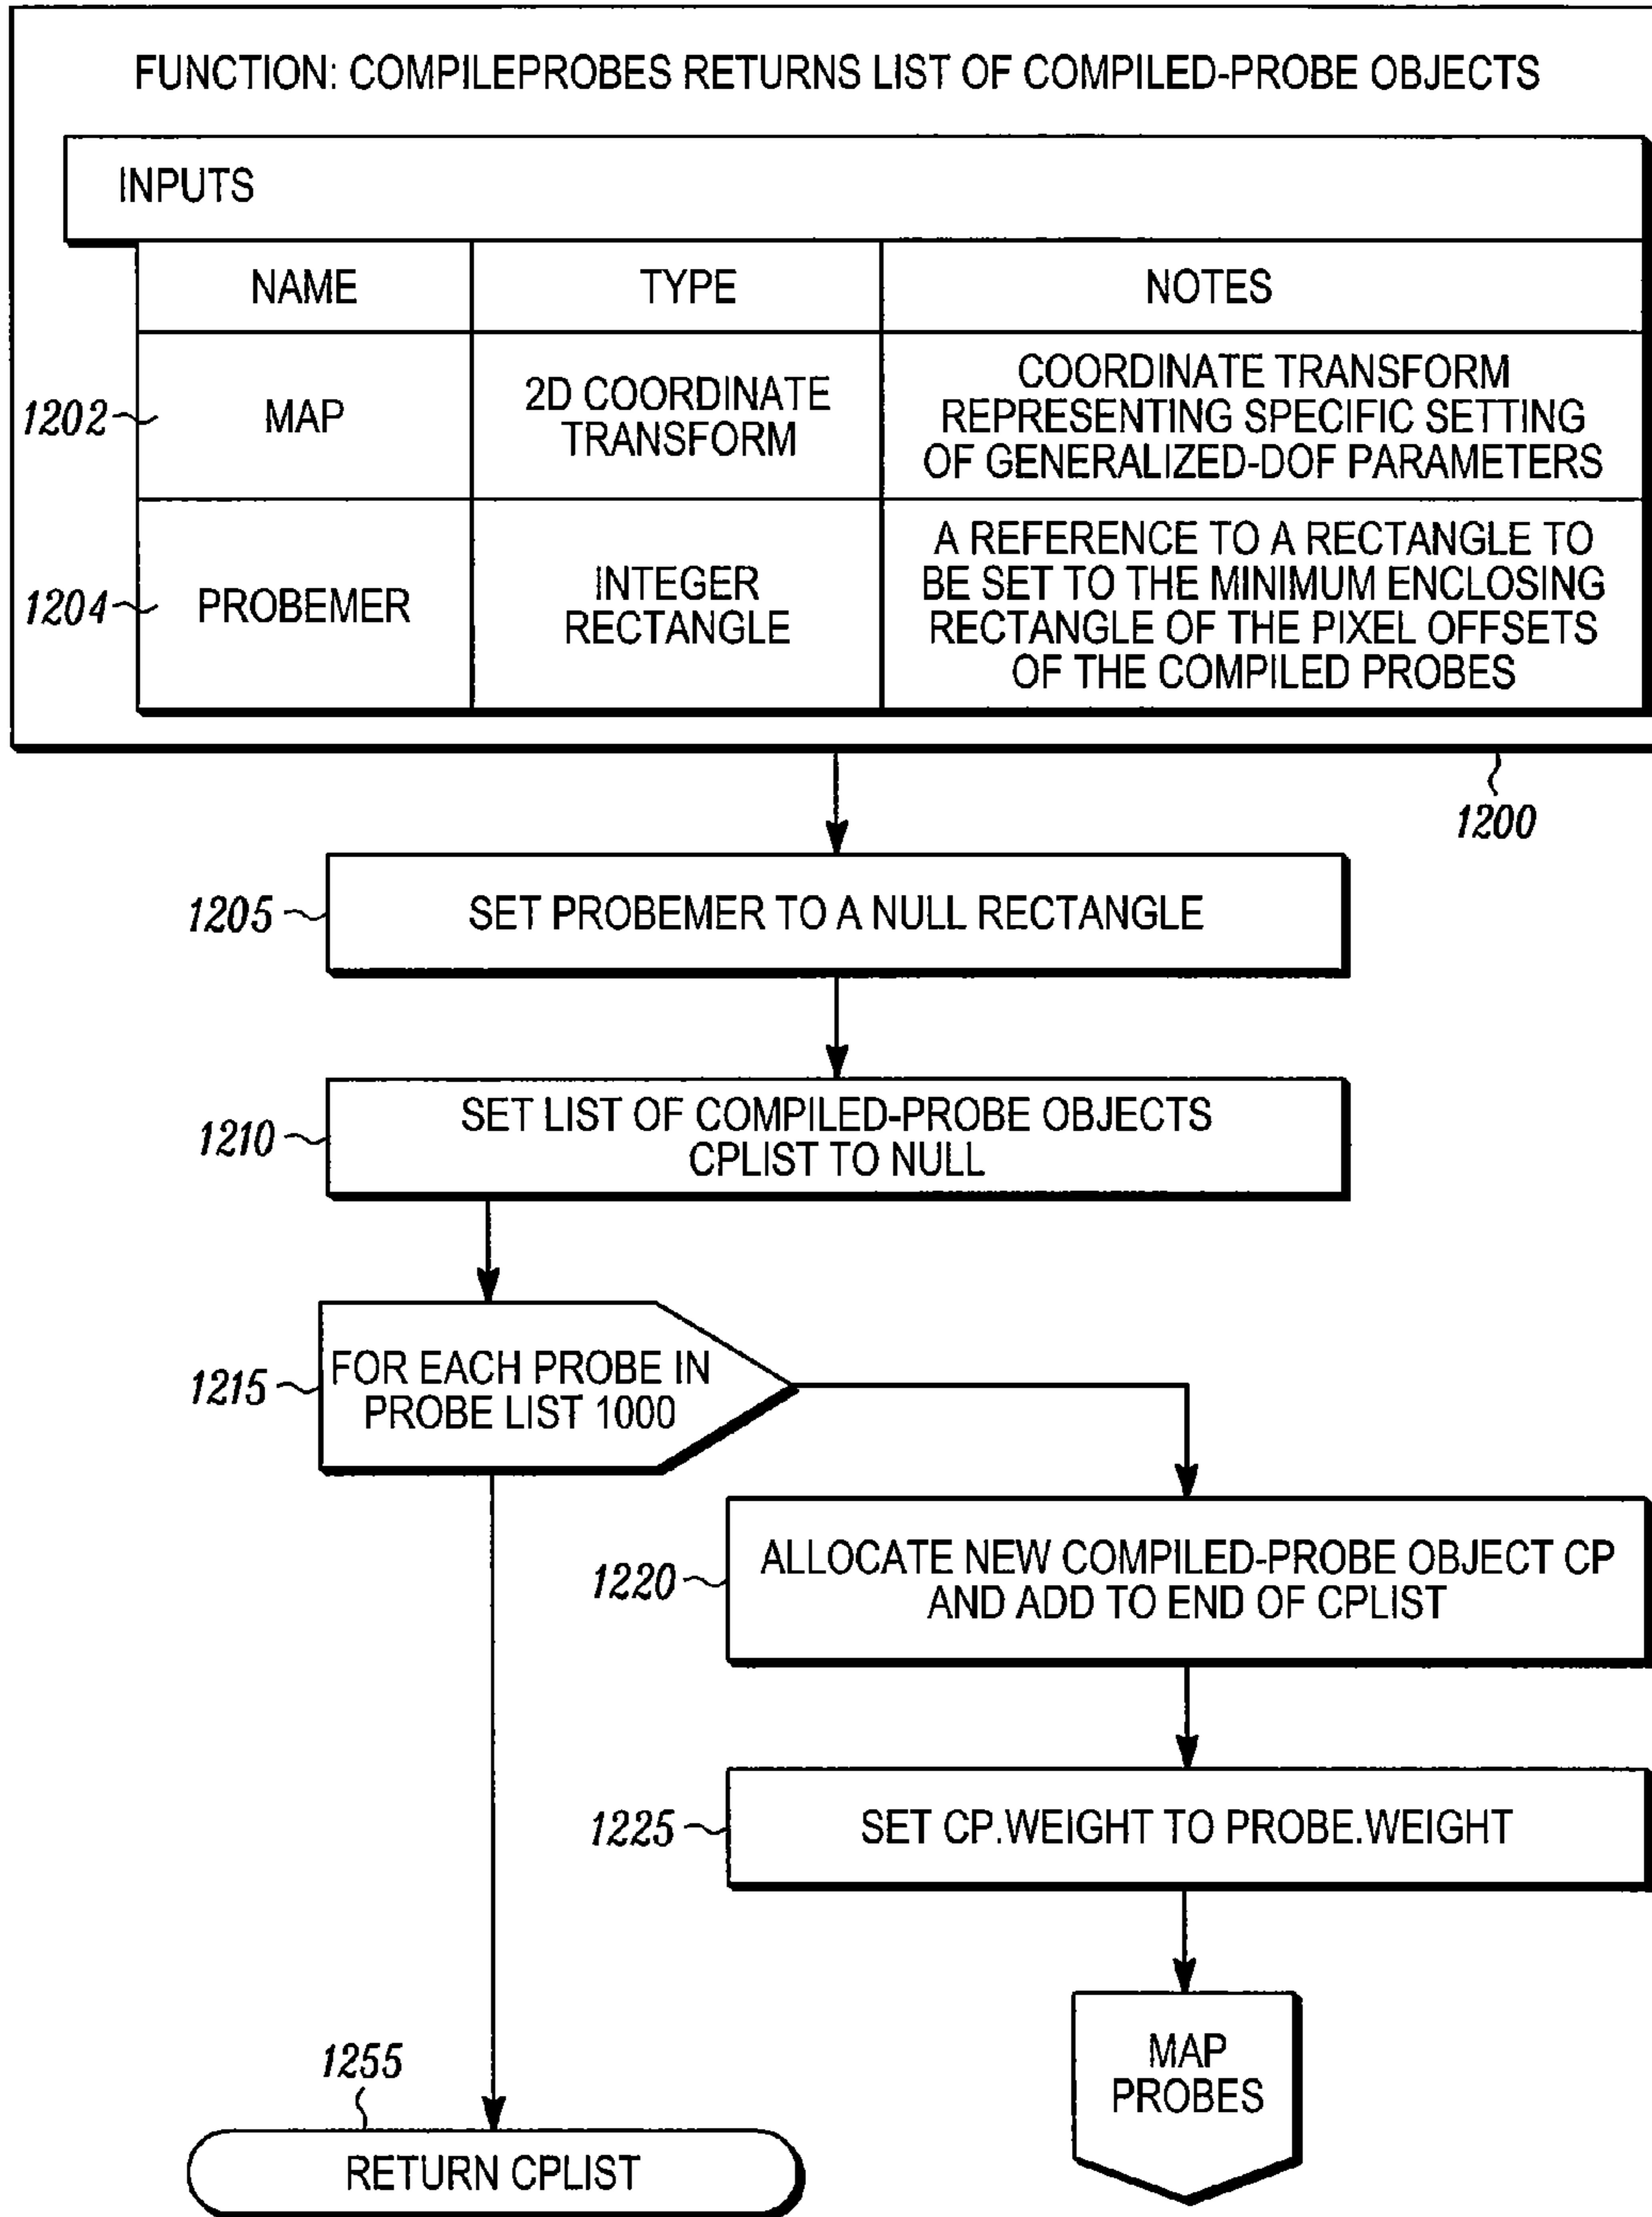 FUNCTION: COMPILEPROBES RETURNS LIST OF COMPILED-PROBE OBJECTS
INPUTS
NAME
TYPE
NOTES
1202
MAP
2D COORDINATE
TRANSFORM
COORDINATE TRANSFORM
REPRESENTING SPECIFIC SETTING
OF GENERALIZED-DOF PARAMETERS
1204
PROBEMER
INTEGER
RECTANGLE
A REFERENCE TO A RECTANGLE TO
BE SET TO THE MINIMUM ENCLOSING
RECTANGLE OF THE PIXEL OFFSETS
OF THE COMPILED PROBES
1200
1205
SET PROBEMER TO A NULL RECTANGLE
1210
SET LIST OF COMPILED-PROBE OBJECTS
CPLIST TO NULL
1215
FOR EACH PROBE IN
PROBE LIST 1000
1220
ALLOCATE NEW COMPILED-PROBE OBJECT CP
AND ADD TO END OF CPLIST
1225
SET CP.WEIGHT TO PROBE.WEIGHT
MAP
PROBES
1255
RETURN CPLIST